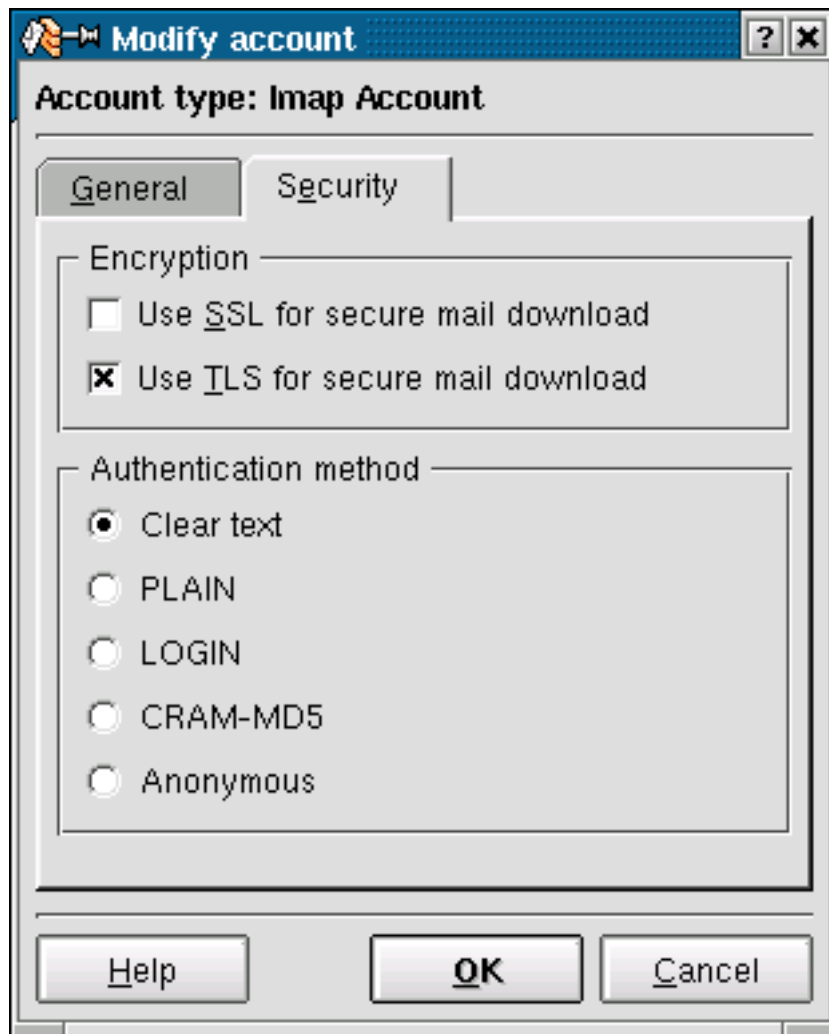 Modify account
Account type: Imap Account
General Security
Encryption
Use SSL for secure mail download
Use TLS for secure mail download
Authentication method
Clear text
PLAIN
LOGIN
CRAM-MD5
Anonymous
Help OK Cancel